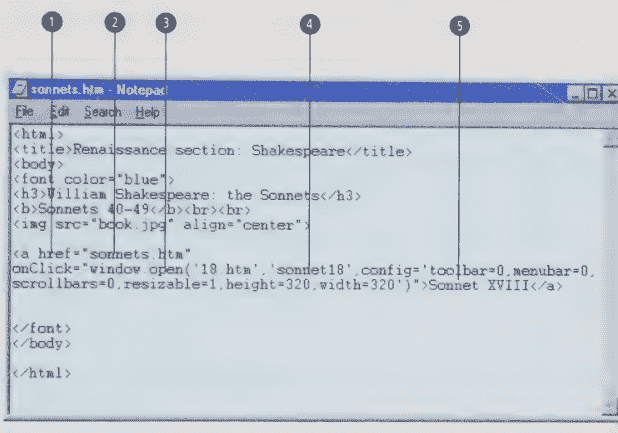 1 2 3 4 5
sonnets.htm - Notepad
File Edit Search Help
<html>
<title>Renaissance section: Shakespeare</title>
<body>
<font color="blue">
<h3>William Shakespeare: the Sonnets</h3>
<b>Sonnets 40-49</b><br><br>
<img src="book.jpg" align="center">
<a href="sonnets.htm"
onClick="window.open('18.htm','sonnet18',config='toolbar=0,menubar=0,
scrollbars=0,resizable=1,height=320,width=320')">Sonnet XVIII</a>
</font>
</body>
</html>